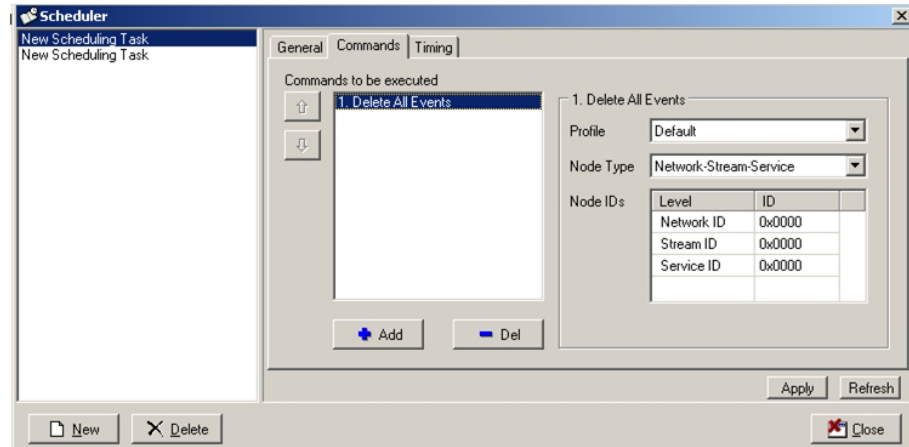 Scheduler
New Scheduling Task
New Scheduling Task
General Commands Timing
Commands to be executed
1. Delete All Events
1. Delete All Events
Profile Default
Node Type Network-Stream-Service
Node IDs Level ID
Network ID 0x0000
Stream ID 0x0000
Service ID 0x0000
Add Del
Apply Refresh
New Delete Close